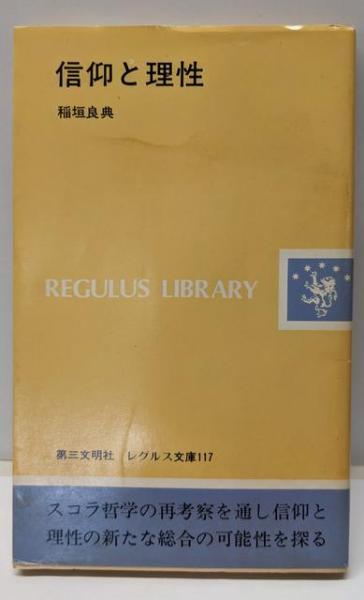 信仰と理性
稲垣良典
REGULUS LIBRARY
第三文明社 レグルス文庫117
スコラ哲学の再考察を通し信仰と
理性の新たな総合の可能性を探る